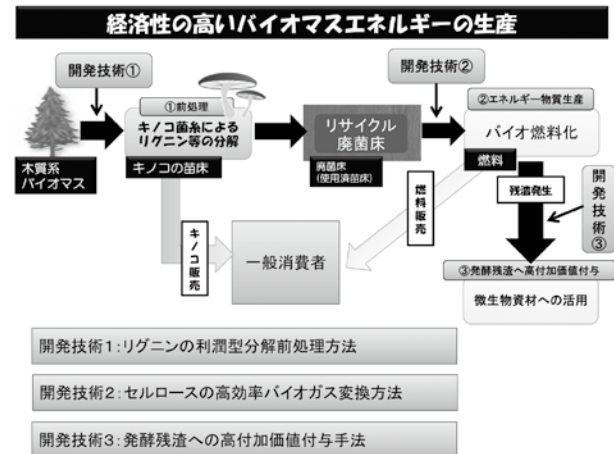 経済性の高いバイオマスエネルギーの生産
開発技術①
開発技術②
①前処理
キノコ菌糸による
リグニン等の分解
リサイクル
廃菌床
②エネルギー物質生産
バイオ燃料化
木質系
バイオマス
キノコの苗床
廃菌床
(使用済苗床)
燃料
残渣発生
開発技術③
キノコ販売
燃料販売
一般消費者
③発酵残渣へ高付加価値付与
微生物資材への活用
開発技術1:リグニンの利潤型分解前処理方法
開発技術2:セルロースの高効率バイオガス変換方法
開発技術3:発酵残渣への高付加価値付与手法